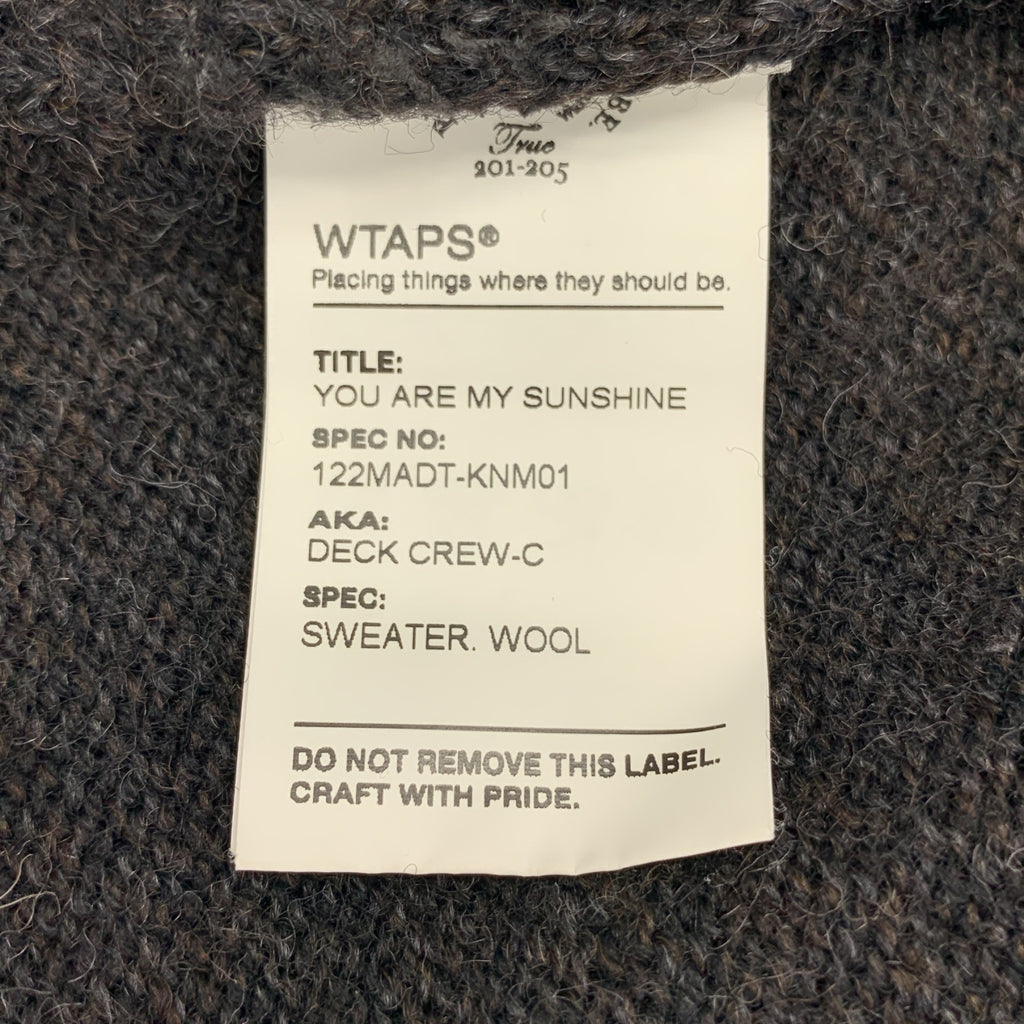 BE.
True
201-205
WTAPS®
Placing things where they should be.
TITLE:
YOU ARE MY SUNSHINE
SPEC NO:
122MADT-KNM01
AKA:
DECK CREW-C
SPEC:
SWEATER. WOOL
DO NOT REMOVE THIS LABEL.
CRAFT WITH PRIDE.